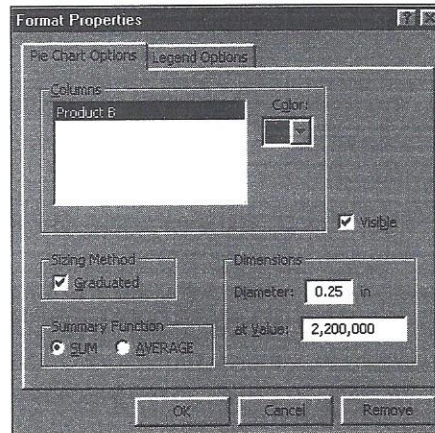 Format Properties
Pie Chart Options Legend Options
Columns
Product B
Color:
Visible
Sizing Method
Graduated
Dimensions
Diameter: 0.25 in
at Value: 2,200,000
Summary Function
SUM AVERAGE
OK Cancel Remove